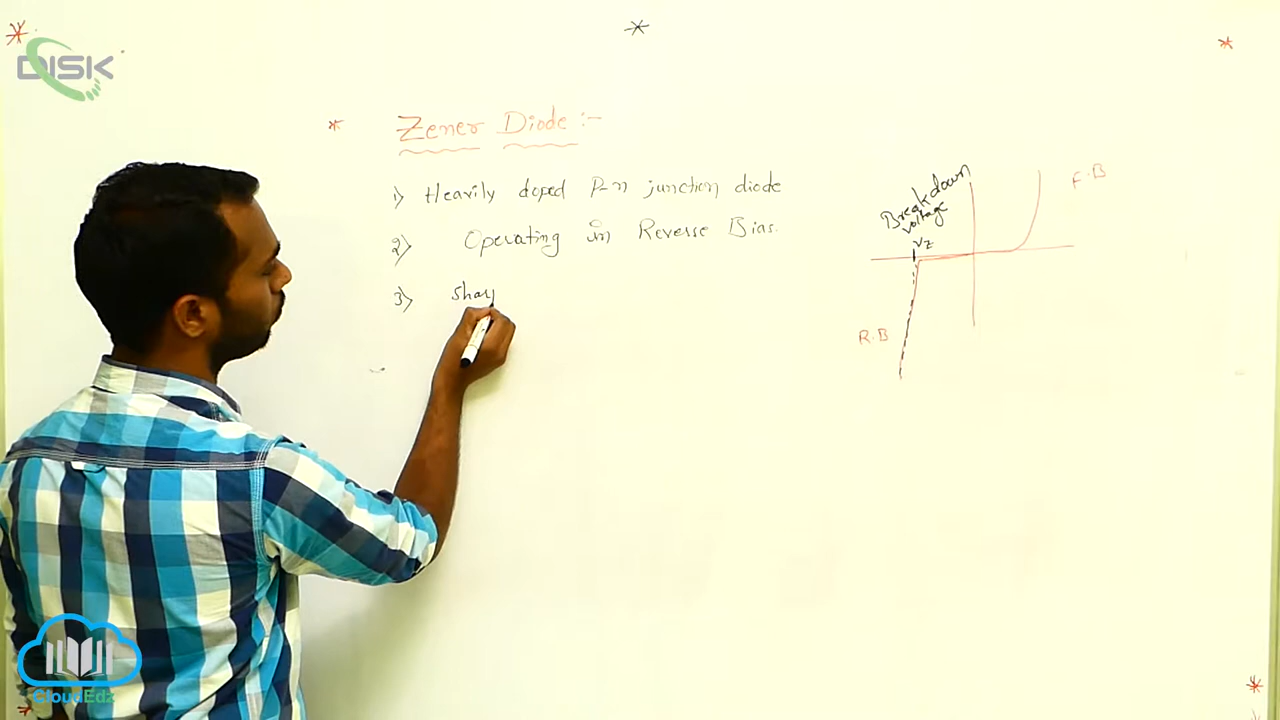 DISK
* Zener Diode :-
1) Heavily doped P-n junction diode
2) Operating in Reverse Bias.
3) Shar
Breakdown
voltage
Vz
F.B
R.B
CloudEdz